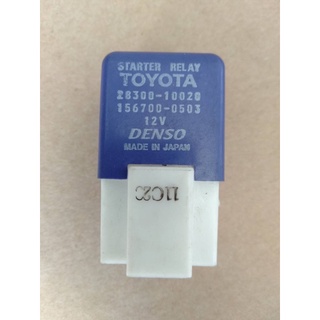 STARTER RELAY
TOYOTA
28300-10020
156700-0503
12V
DENSO
MADE IN JAPAN